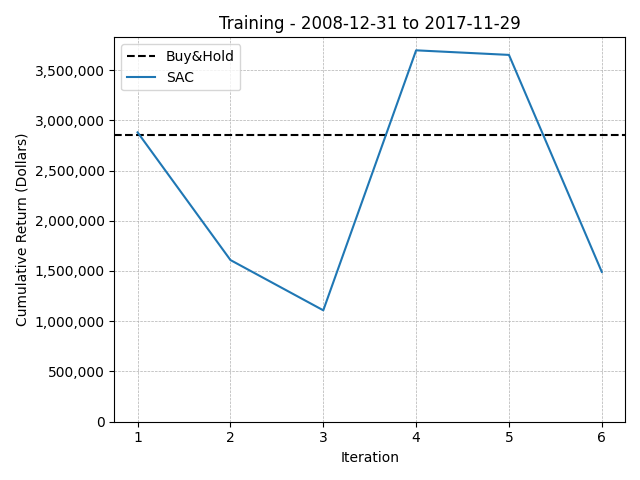 Training - 2008-12-31 to 2017-11-29
Buy&Hold
SAC
3,500,000
3,000,000
2,500,000
2,000,000
1,500,000
1,000,000
500,000
0
Cumulative Return (Dollars)
1 2 3 4 5 6
Iteration